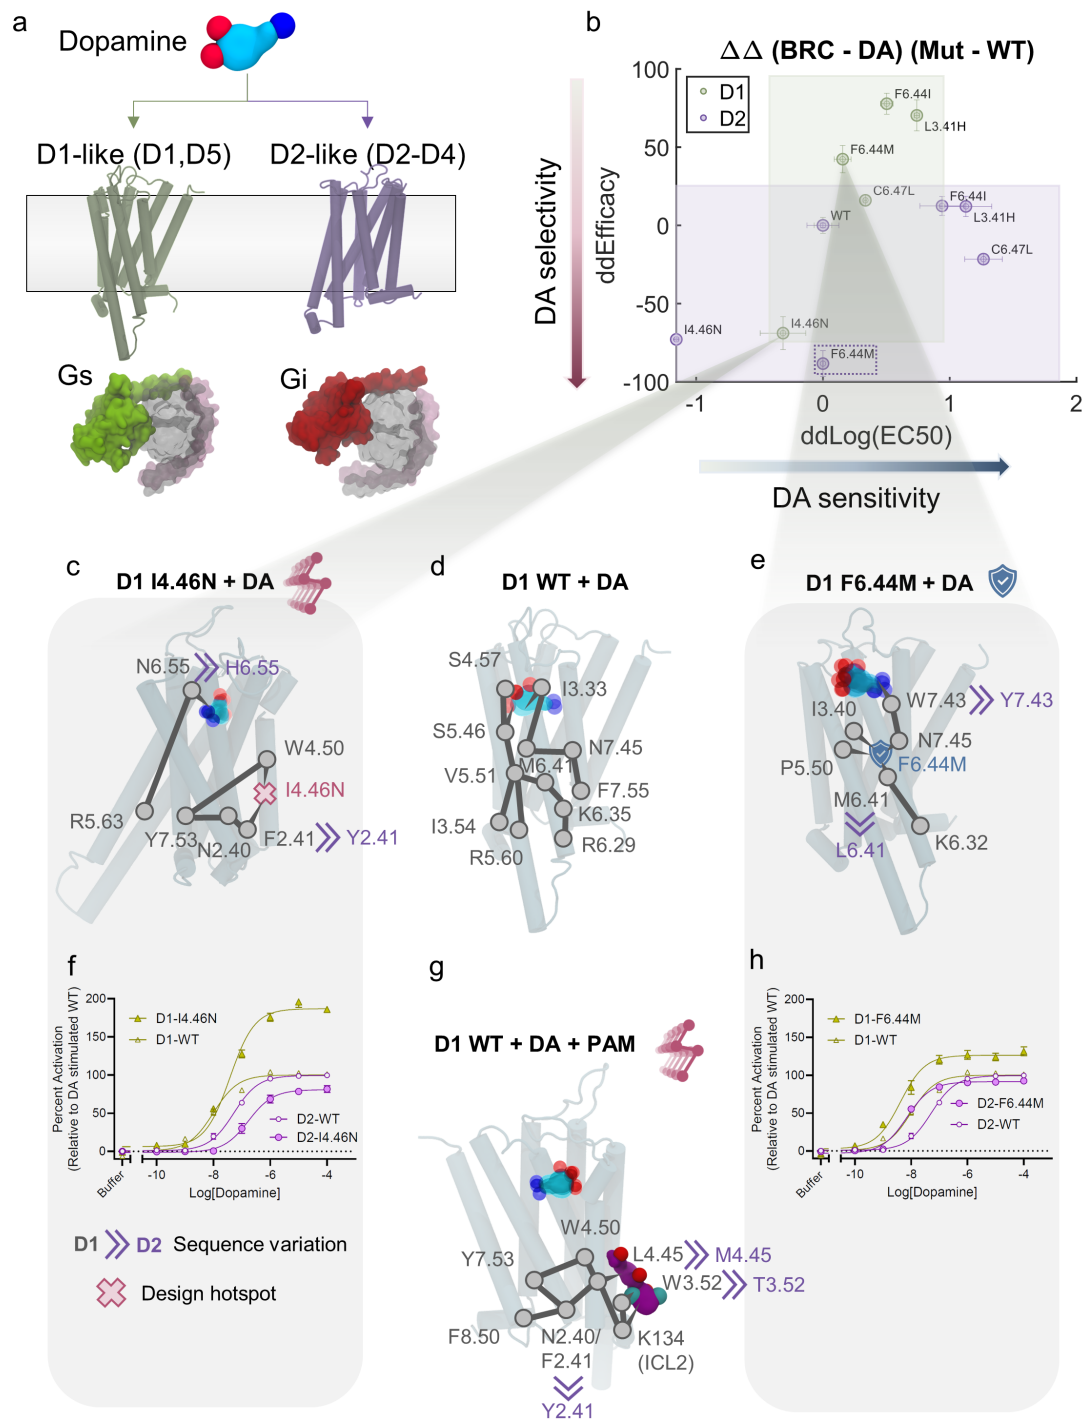 a
Dopamine
D1-like (D1,D5)
D2-like (D2-D4)
Gs
Gi
b
ΔΔ (BRC - DA) (Mut - WT)
DA selectivity
ddEfficacy
100
50
0
-50
-100
D1
D2
F6.44I
L3.41H
F6.44M
C6.47L
WT
F6.44I
L3.41H
C6.47L
I4.46N
I4.46N
F6.44M
-1
0
1
2
ddLog(EC50)
DA sensitivity
c
D1 I4.46N + DA
N6.55
H6.55
W4.50
I4.46N
R5.63
Y7.53
N2.40
F2.41
Y2.41
d
D1 WT + DA
S4.57
I3.33
S5.46
N7.45
V5.51
M6.41
F7.55
I3.54
K6.35
R5.60
R6.29
e
D1 F6.44M + DA
I3.40
W7.43
Y7.43
N7.45
P5.50
F6.44M
M6.41
L6.41
K6.32
f
Percent Activation
(Relative to DA stimulated WT)
200
150
100
50
0
D1-I4.46N
D1-WT
D2-WT
D2-I4.46N
Buffer
-10
-8
-6
-4
Log[Dopamine]
D1
D2
Sequence variation
Design hotspot
g
D1 WT + DA + PAM
W4.50
Y7.53
L4.45
M4.45
W3.52
T3.52
F8.50
N2.40/
F2.41
K134
(ICL2)
Y2.41
h
Percent Activation
(Relative to DA stimulated WT)
200
150
100
50
0
D1-F6.44M
D1-WT
D2-F6.44M
D2-WT
Buffer
-10
-8
-6
-4
Log[Dopamine]